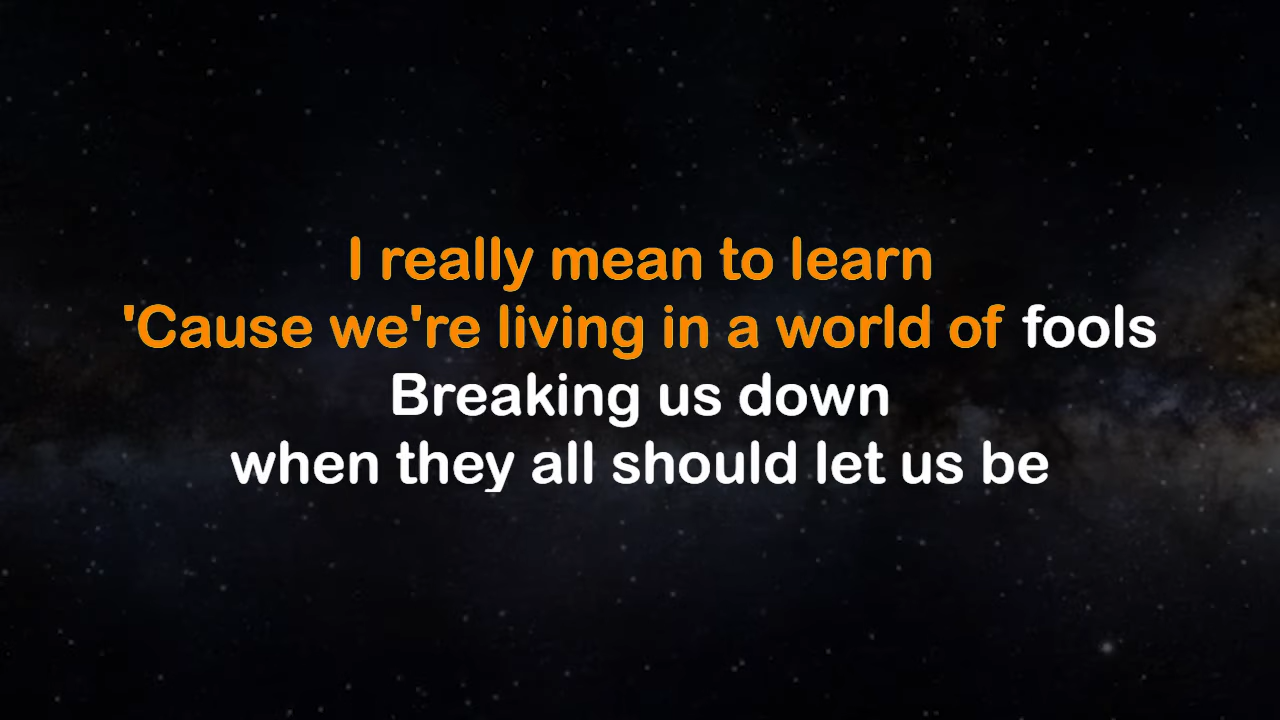 I really mean to learn
'Cause we're living in a world of fools
Breaking us down
when they all should let us be